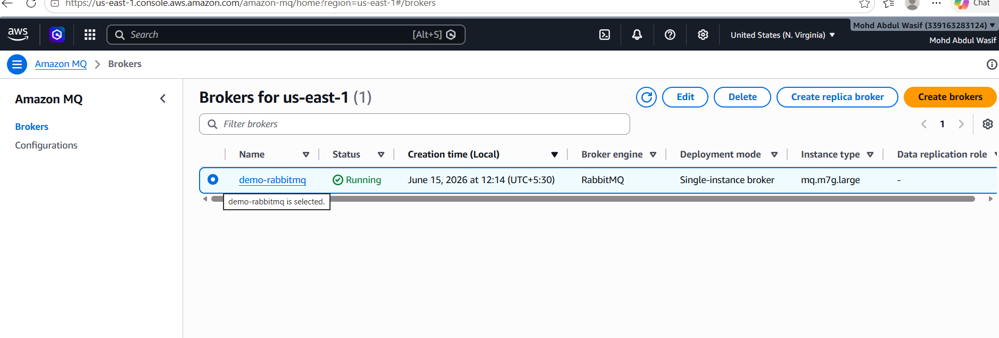 https://us-east-1.console.aws.amazon.com/amazon-mq/home?region=us-east-1#/brokers
Chat
aws
Search
[Alt+S]
United States (N. Virginia)
Mohd Abdul Wasif (339163283124)
Mohd Abdul Wasif
Amazon MQ
Brokers
Amazon MQ
Brokers
Configurations
Brokers for us-east-1 (1)
Edit
Delete
Create replica broker
Create brokers
Filter brokers
1
Name Status Creation time (Local) Broker engine Deployment mode Instance type Data replication role
demo-rabbitmq Running June 15, 2026 at 12:14 (UTC+5:30) RabbitMQ Single-instance broker mq.m7g.large -
demo-rabbitmq is selected.